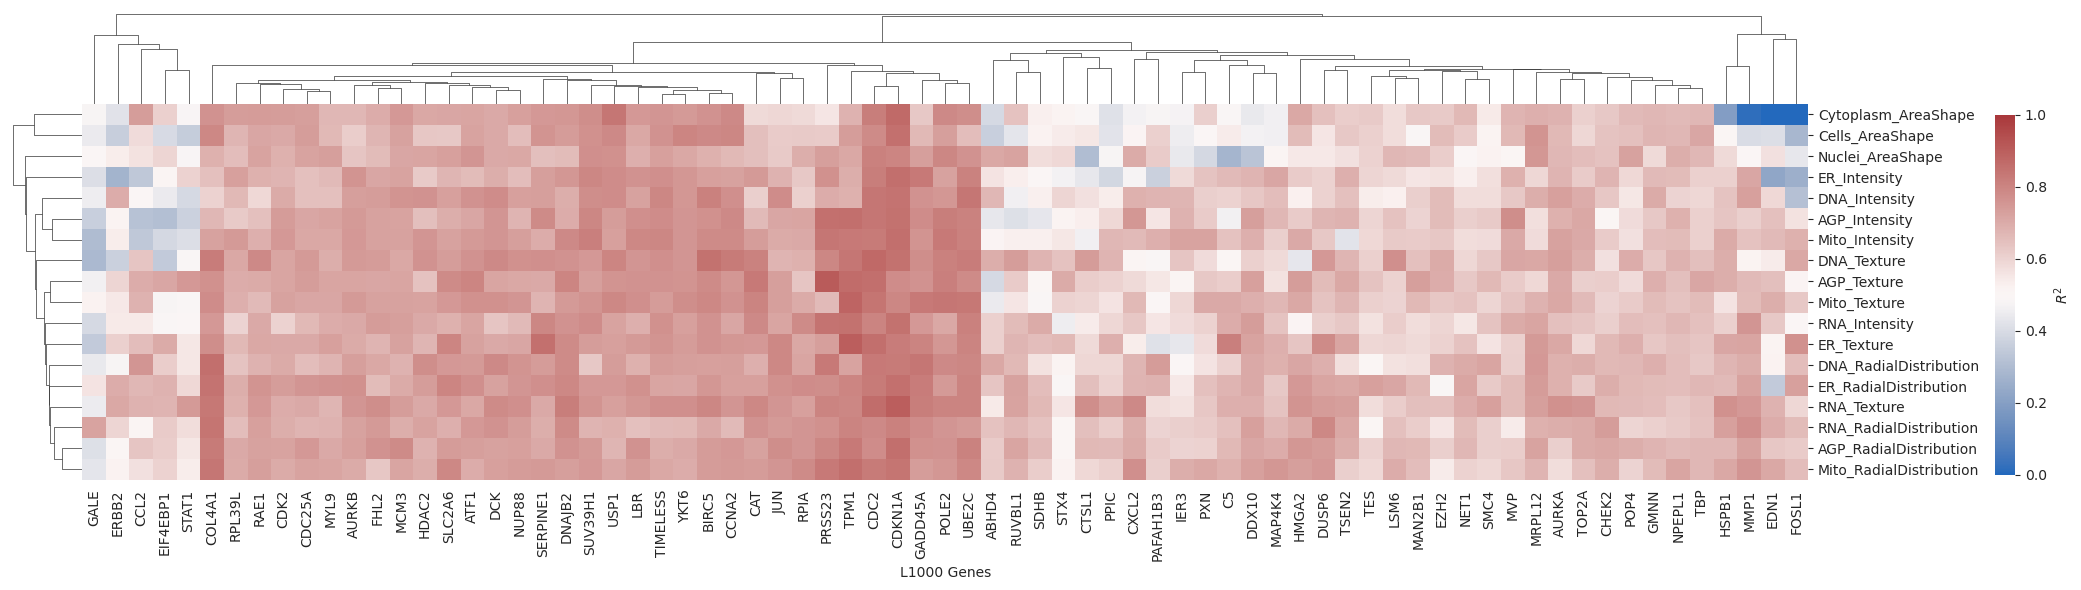 Cytoplasm_AreaShape
Cells_AreaShape
Nuclei_AreaShape
ER_Intensity
DNA_Intensity
AGP_Intensity
Mito_Intensity
DNA_Texture
AGP_Texture
Mito_Texture
RNA_Intensity
ER_Texture
DNA_RadialDistribution
ER_RadialDistribution
RNA_Texture
RNA_RadialDistribution
AGP_RadialDistribution
Mito_RadialDistribution
1.0
0.8
0.6
0.4
0.2
0.0
R²
GALE
ERBB2
CCL2
EIF4EBP1
STAT1
COL4A1
RPL39L
RAE1
CDK2
CDC25A
MYL9
AURKB
FHL2
MCM3
HDAC2
SLC2A6
ATF1
DCK
NUP88
SERPINE1
DNAJB2
SUV39H1
USP1
LBR
TIMELESS
YKT6
BIRC5
CCNA2
CAT
JUN
RPIA
PRSS23
TPM1
CDC2
CDKN1A
GADD45A
POLE2
UBE2C
ABHD4
RUVBL1
SDHB
STX4
CTSL1
PPIC
CXCL2
PAFAH1B3
IER3
PXN
C5
DDX10
MAP4K4
HMGA2
DUSP6
TSEN2
TES
LSM6
MAN2B1
EZH2
NET1
SMC4
MVP
MRPL12
AURKA
TOP2A
CHEK2
POP4
GMNN
NPEPL1
TBP
HSPB1
MMP1
EDN1
FOSL1
L1000 Genes